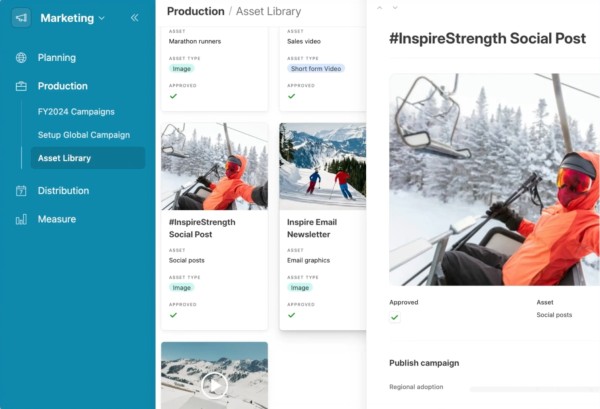 Marketing
Planning
Production
FY2024 Campaigns
Setup Global Campaign
Asset Library
Distribution
Measure
Production / Asset Library
ASSET
Marathon runners
ASSET TYPE
Image
APPROVED
ASSET
Sales video
ASSET TYPE
Short form Video
APPROVED
#InspireStrength
Social Post
ASSET
Social posts
ASSET TYPE
Image
APPROVED
Inspire Email
Newsletter
ASSET
Email graphics
ASSET TYPE
Image
APPROVED
#InspireStrength Social Post
Approved
Asset
Social posts
Publish campaign
Regional adoption